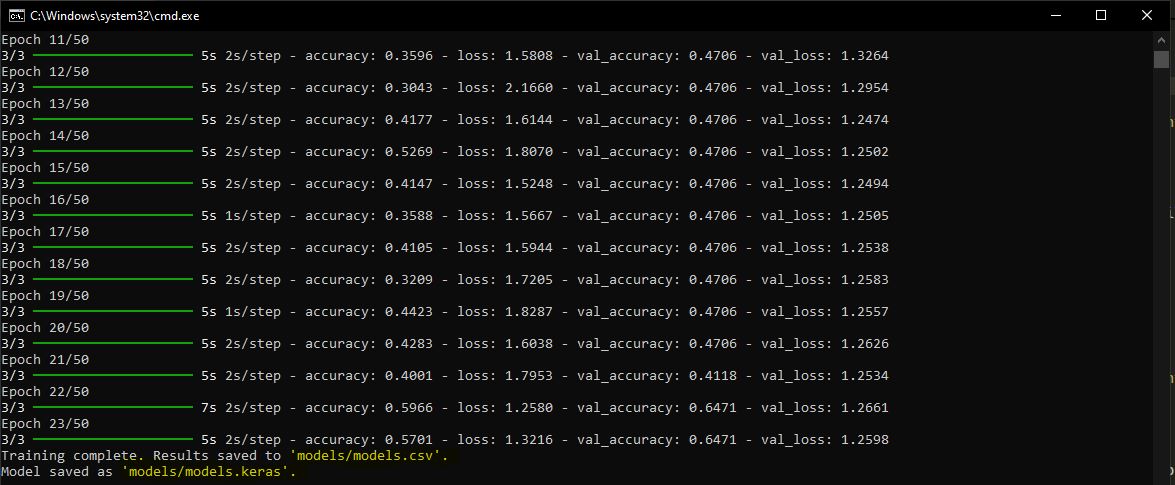 C:\Windows\system32\cmd.exe
Epoch 11/50
3/3 5s 2s/step - accuracy: 0.3596 - loss: 1.5808 - val_accuracy: 0.4706 - val_loss: 1.3264
Epoch 12/50
3/3 5s 2s/step - accuracy: 0.3043 - loss: 2.1660 - val_accuracy: 0.4706 - val_loss: 1.2954
Epoch 13/50
3/3 5s 2s/step - accuracy: 0.4177 - loss: 1.6144 - val_accuracy: 0.4706 - val_loss: 1.2474
Epoch 14/50
3/3 5s 2s/step - accuracy: 0.5269 - loss: 1.8070 - val_accuracy: 0.4706 - val_loss: 1.2502
Epoch 15/50
3/3 5s 2s/step - accuracy: 0.4147 - loss: 1.5248 - val_accuracy: 0.4706 - val_loss: 1.2494
Epoch 16/50
3/3 5s 1s/step - accuracy: 0.3588 - loss: 1.5667 - val_accuracy: 0.4706 - val_loss: 1.2505
Epoch 17/50
3/3 5s 2s/step - accuracy: 0.4105 - loss: 1.5944 - val_accuracy: 0.4706 - val_loss: 1.2538
Epoch 18/50
3/3 5s 2s/step - accuracy: 0.3209 - loss: 1.7205 - val_accuracy: 0.4706 - val_loss: 1.2583
Epoch 19/50
3/3 5s 1s/step - accuracy: 0.4423 - loss: 1.8287 - val_accuracy: 0.4706 - val_loss: 1.2557
Epoch 20/50
3/3 5s 2s/step - accuracy: 0.4283 - loss: 1.6038 - val_accuracy: 0.4706 - val_loss: 1.2626
Epoch 21/50
3/3 5s 2s/step - accuracy: 0.4001 - loss: 1.7953 - val_accuracy: 0.4118 - val_loss: 1.2534
Epoch 22/50
3/3 7s 2s/step - accuracy: 0.5966 - loss: 1.2580 - val_accuracy: 0.6471 - val_loss: 1.2661
Epoch 23/50
3/3 5s 2s/step - accuracy: 0.5701 - loss: 1.3216 - val_accuracy: 0.6471 - val_loss: 1.2598
Training complete. Results saved to 'models/models.csv'.
Model saved as 'models/models.keras'.